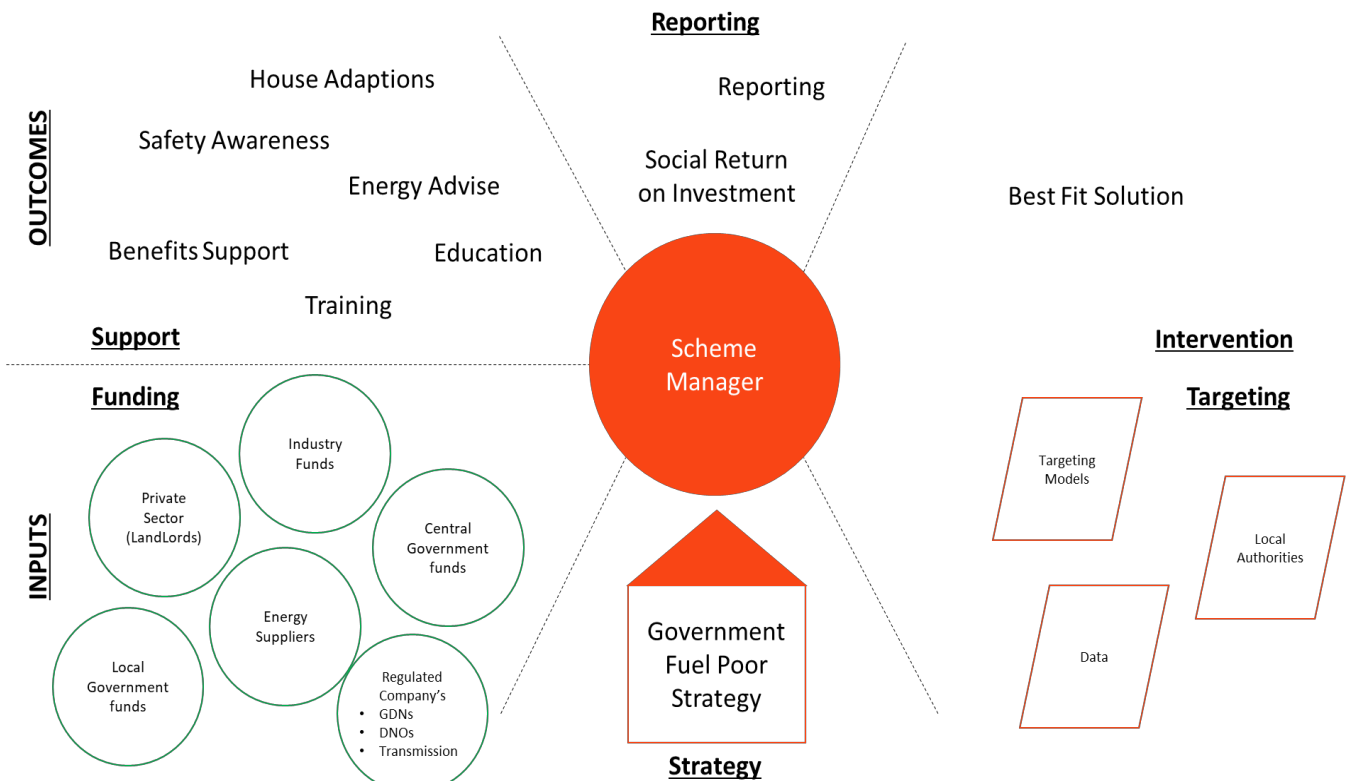 Reporting
OUTCOMES
House Adaptions
Safety Awareness
Energy Advise
Benefits Support
Education
Training
Support
Reporting
Social Return
on Investment
Best Fit Solution
Intervention
Scheme
Manager
INPUTS
Funding
Industry
Funds
Private
Sector
(LandLords)
Central
Government
funds
Energy
Suppliers
Local
Government
funds
Regulated
Company’s
• GDNs
• DNOs
• Transmission
Government
Fuel Poor
Strategy
Strategy
Targeting
Targeting
Models
Local
Authorities
Data